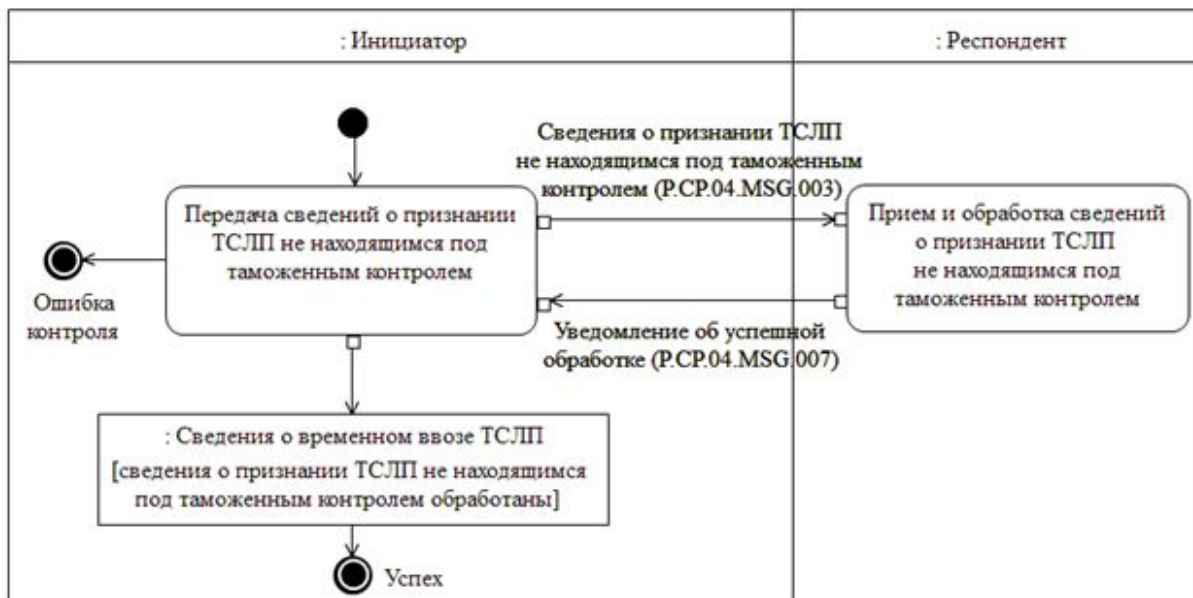 : Инициатор
: Респондент
Сведения о признании ТСЛП
не находящимся под таможенным
контролем (P.CP.04.MSG.003)
Передача сведений о признании
ТСЛП не находящимся под
таможенным контролем
Прием и обработка сведений
о признании ТСЛП
не находящимся под
таможенным контролем
Ошибка
контроля
Уведомление об успешной
обработке (P.CP.04.MSG.007)
: Сведения о временном ввозе ТСЛП
[сведения о признании ТСЛП не находящимся
под таможенным контролем обработаны]
Успех